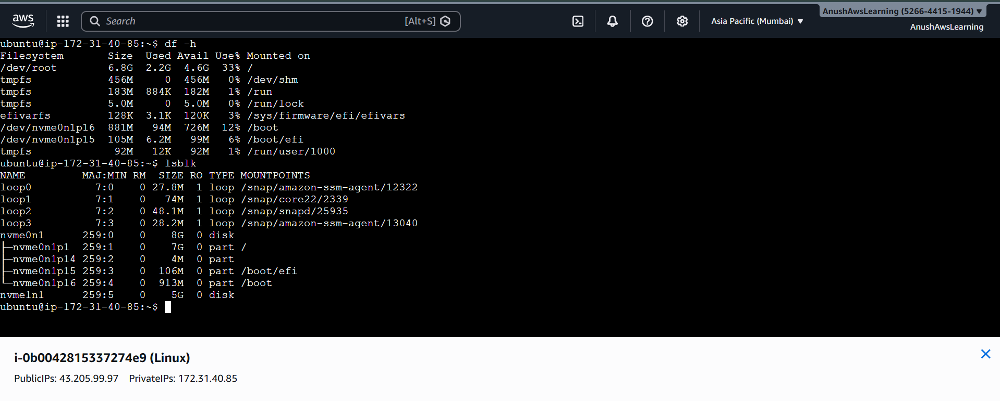 aws
Search [Alt+S]
Asia Pacific (Mumbai) ▼
AnushAwsLearning (5266-4415-1944) ▼
AnushAwsLearning
ubuntu@ip-172-31-40-85:~$ df -h
Filesystem       Size  Used Avail Use% Mounted on
/dev/root        6.8G  2.2G  4.6G  33% /
tmpfs            456M     0  456M   0% /dev/shm
tmpfs            183M  884K  182M   1% /run
tmpfs            5.0M     0  5.0M   0% /run/lock
efivarfs         128K  3.1K  120K   3% /sys/firmware/efi/efivars
/dev/nvme0n1p16  881M   94M  726M  12% /boot
/dev/nvme0n1p15  105M  6.2M   99M   6% /boot/efi
tmpfs             92M   12K   92M   1% /run/user/1000
ubuntu@ip-172-31-40-85:~$ lsblk
NAME         MAJ:MIN RM  SIZE RO TYPE MOUNTPOINTS
loop0          7:0    0 27.8M  1 loop /snap/amazon-ssm-agent/12322
loop1          7:1    0   74M  1 loop /snap/core22/2339
loop2          7:2    0 48.1M  1 loop /snap/snapd/25935
loop3          7:3    0 28.2M  1 loop /snap/amazon-ssm-agent/13040
nvme0n1      259:0    0    8G  0 disk
├─nvme0n1p1  259:1    0    7G  0 part /
├─nvme0n1p14 259:2    0    4M  0 part
├─nvme0n1p15 259:3    0  106M  0 part /boot/efi
└─nvme0n1p16 259:4    0  913M  0 part /boot
nvme1n1      259:5    0    5G  0 disk
ubuntu@ip-172-31-40-85:~$
i-0b0042815337274e9 (Linux)
PublicIPs: 43.205.99.97 PrivateIPs: 172.31.40.85